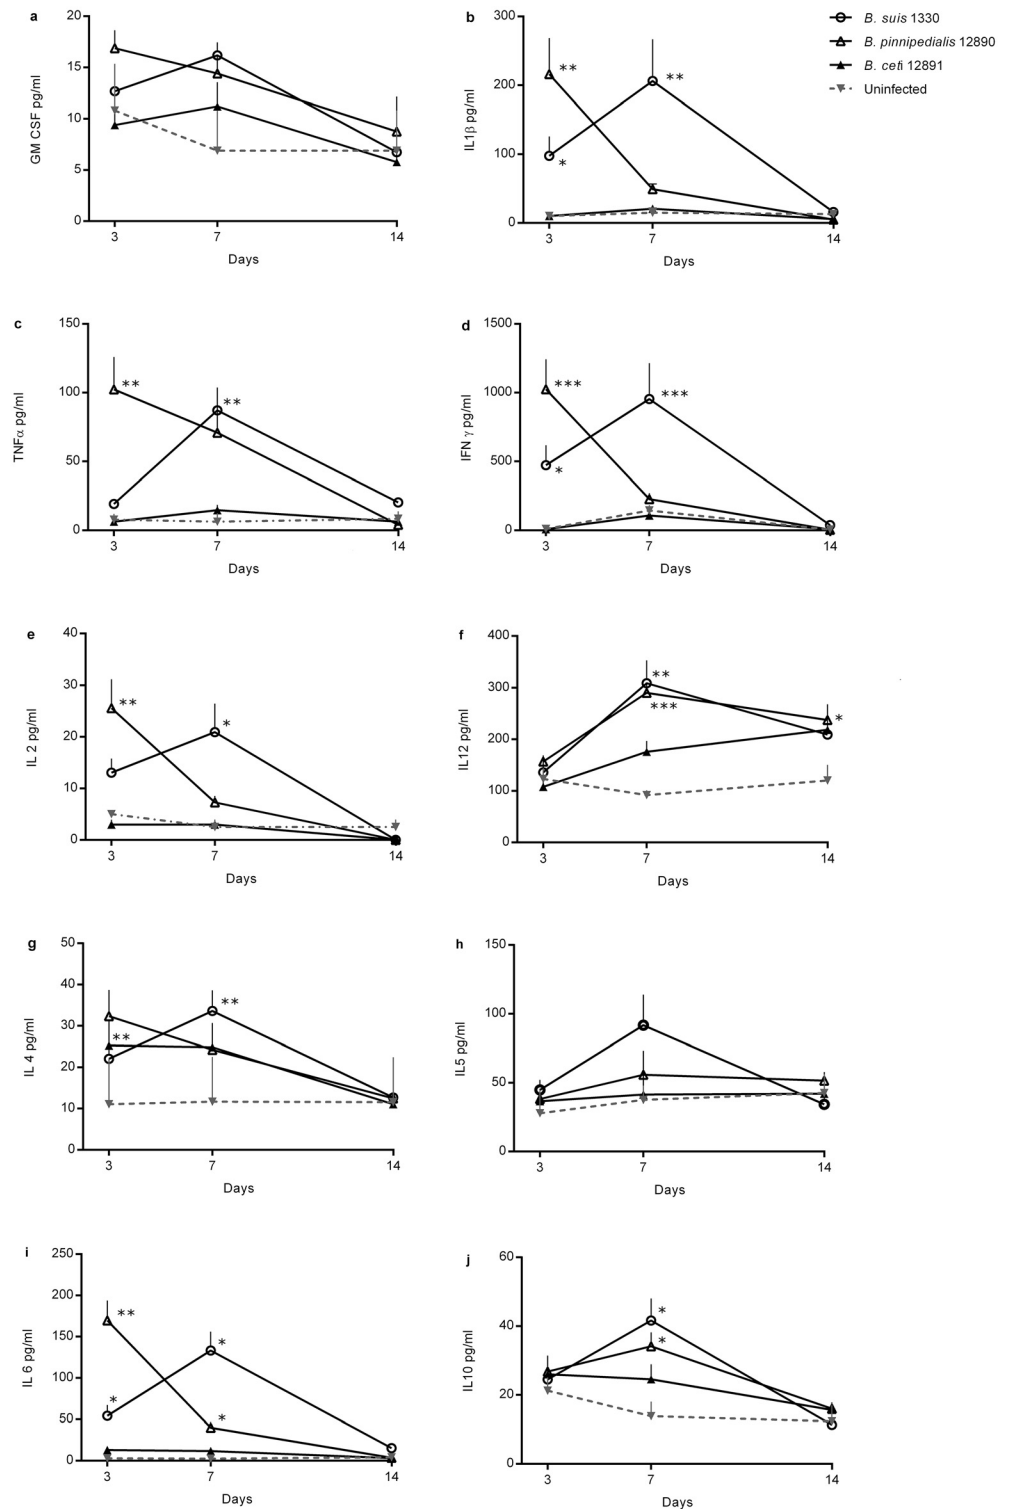 a
20
15
10
5
0
GM CSF pg/ml
3 7 14
Days
b
300
200
100
0
IL1β pg/ml
3 7 14
Days
**
*
**
B. suis 1330
B. pinnipedialis 12890
B. ceti 12891
Uninfected
c
150
100
50
0
TNFα pg/ml
3 7 14
Days
**
**
d
1500
1000
500
0
IFN γ pg/ml
3 7 14
Days
***
*
***
e
40
30
20
10
0
IL 2 pg/ml
3 7 14
Days
**
*
f
400
300
200
100
0
IL12 pg/ml
3 7 14
Days
**
***
*
g
50
40
30
20
10
0
IL 4 pg/ml
3 7 14
Days
**
**
h
150
100
50
0
IL5 pg/ml
3 7 14
Days
i
250
200
150
100
50
0
IL 6 pg/ml
3 7 14
Days
**
*
*
*
j
60
40
20
0
IL10 pg/ml
3 7 14
Days
*
*